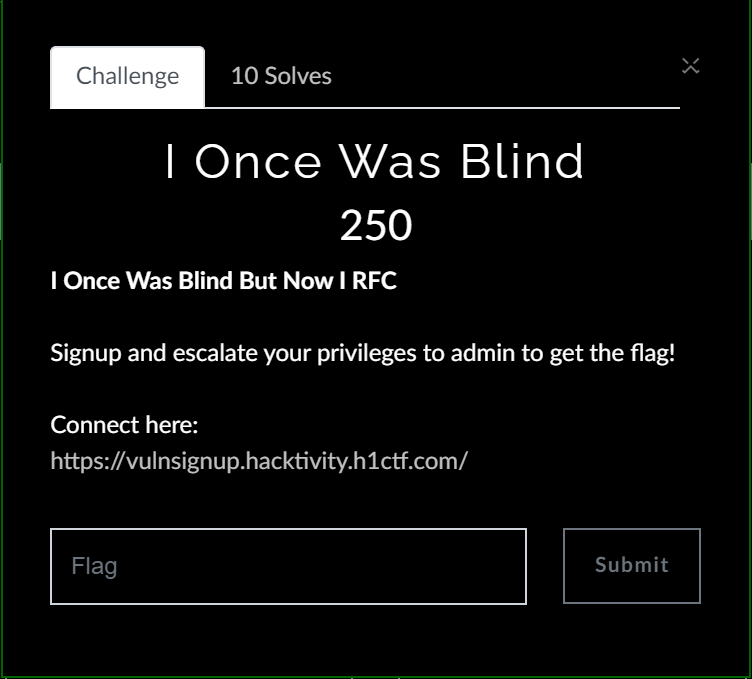 Challenge 10 Solves
I Once Was Blind
250
I Once Was Blind But Now I RFC
Signup and escalate your privileges to admin to get the flag!
Connect here:
https://vulnsignup.hacktivity.h1ctf.com/
Flag Submit